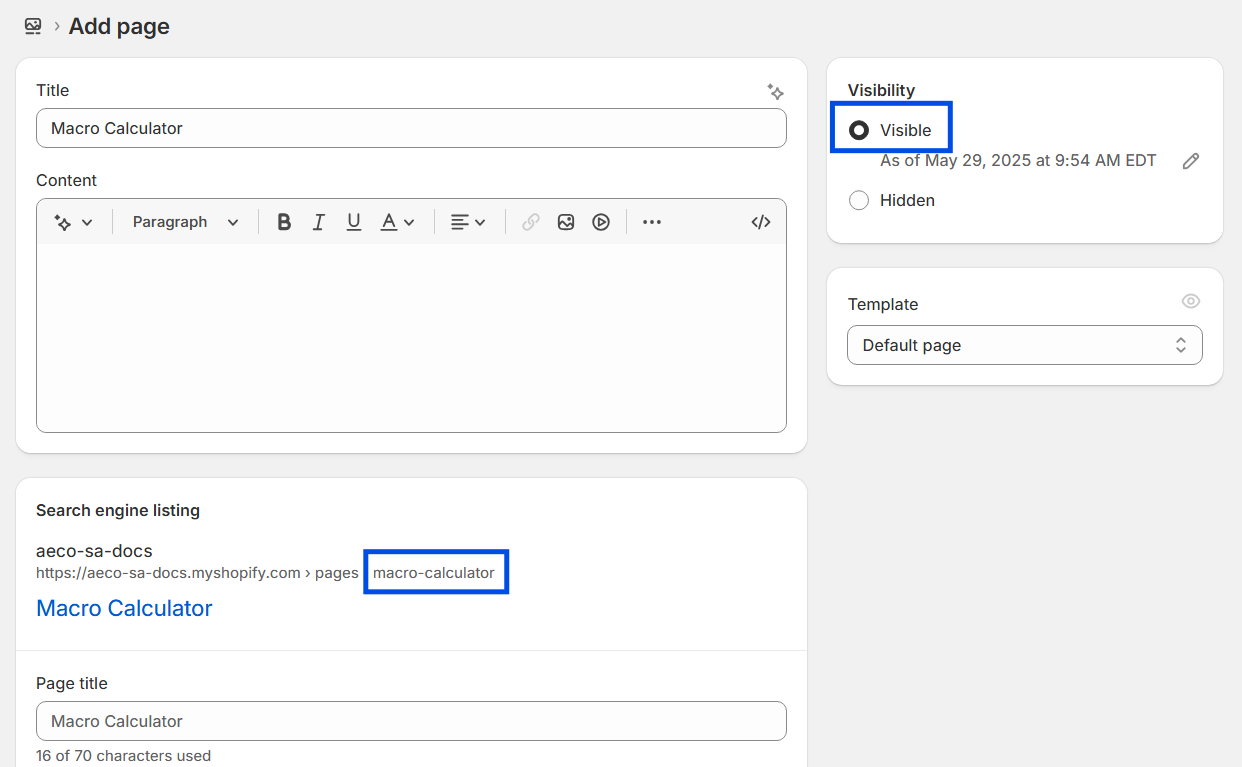 › Add page
Title
Macro Calculator
Content
Paragraph B I U A
Search engine listing
aeco-sa-docs
https://aeco-sa-docs.myshopify.com › pages macro-calculator
Macro Calculator
Page title
Macro Calculator
16 of 70 characters used
Visibility
Visible
As of May 29, 2025 at 9:54 AM EDT
Hidden
Template
Default page